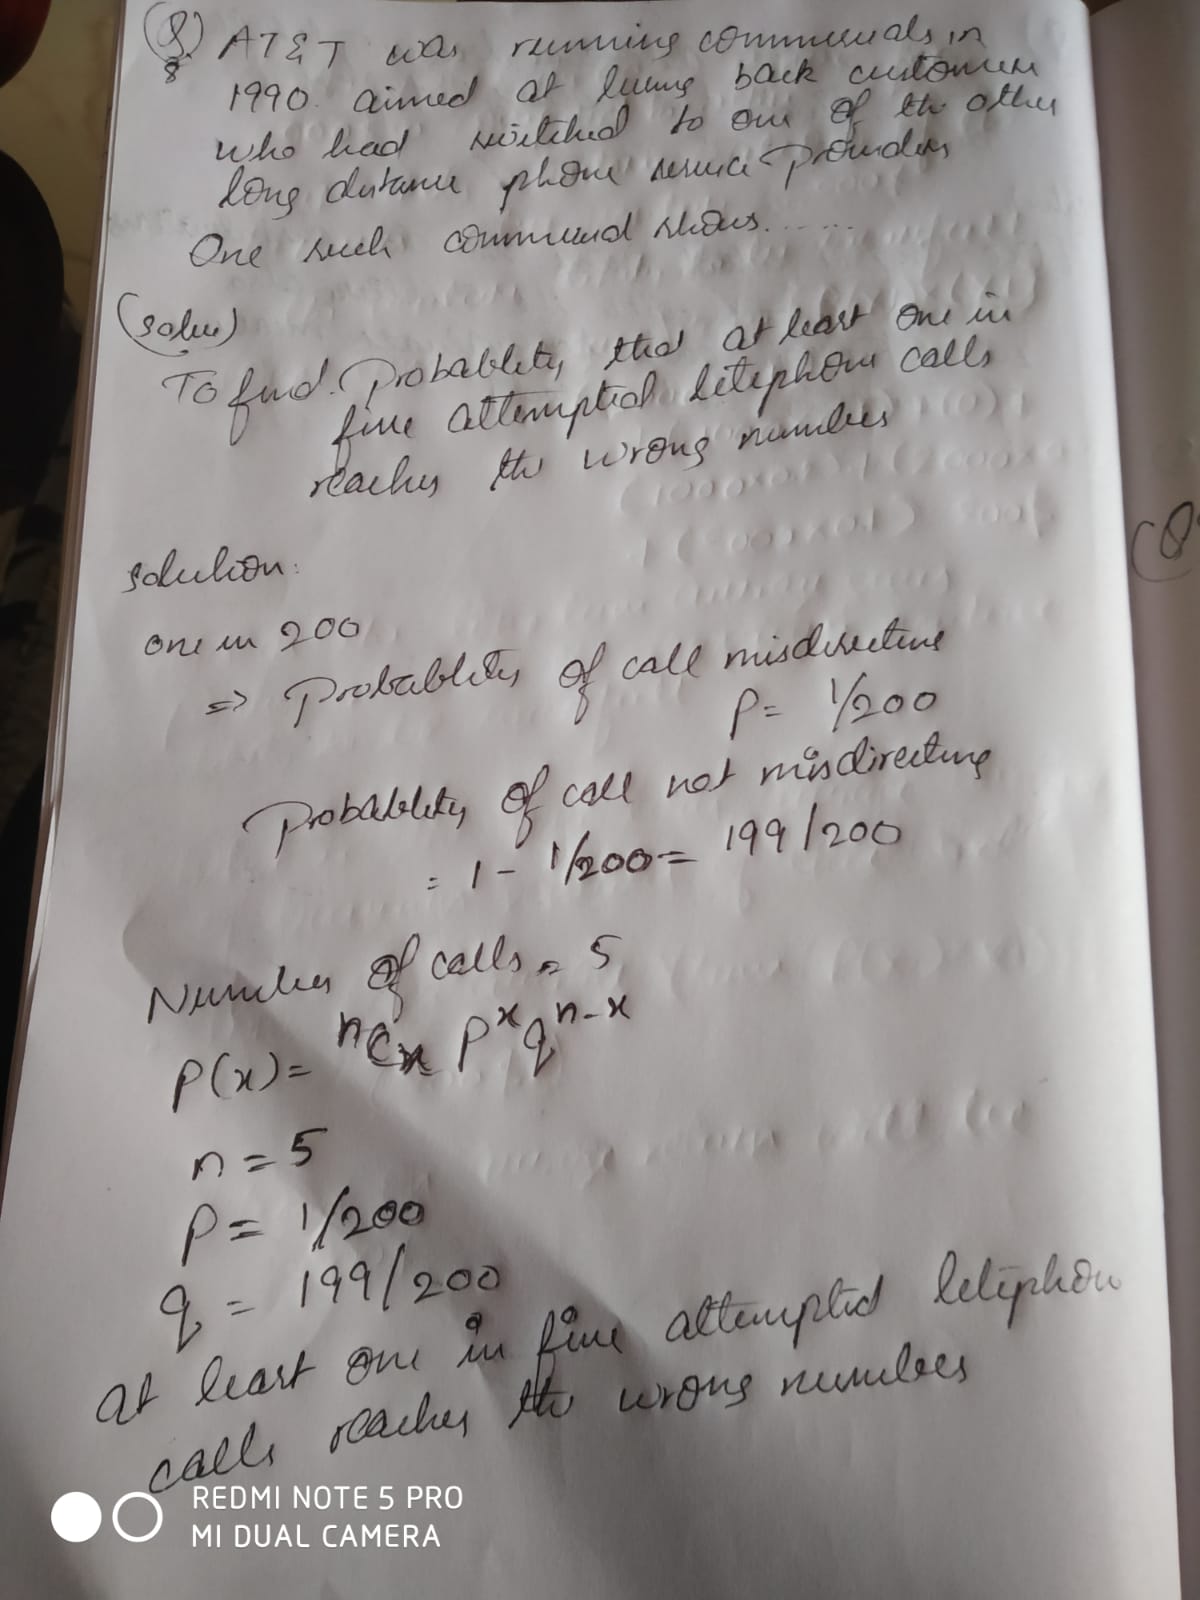 (Q)
8
AT&T was running commercials in
1990 aimed at luring back customers
who had switched to one of the other
long distance phone service providers
One such commercial shows......
(solu)
To find. Probability that at least one in
five attempted telephone calls
reaches the wrong number
solution:
one in 200
=> Probability of call misdirecting
P = 1/200
Probability of call not misdirecting
= 1 - 1/200 = 199/200
Number of calls = 5
P(x) = nCx P^x q^n-x
n = 5
P = 1/200
q = 199/200
at least one in five attempted telephon
calls reaches the wrong number
(Q
REDMI NOTE 5 PRO
MI DUAL CAMERA